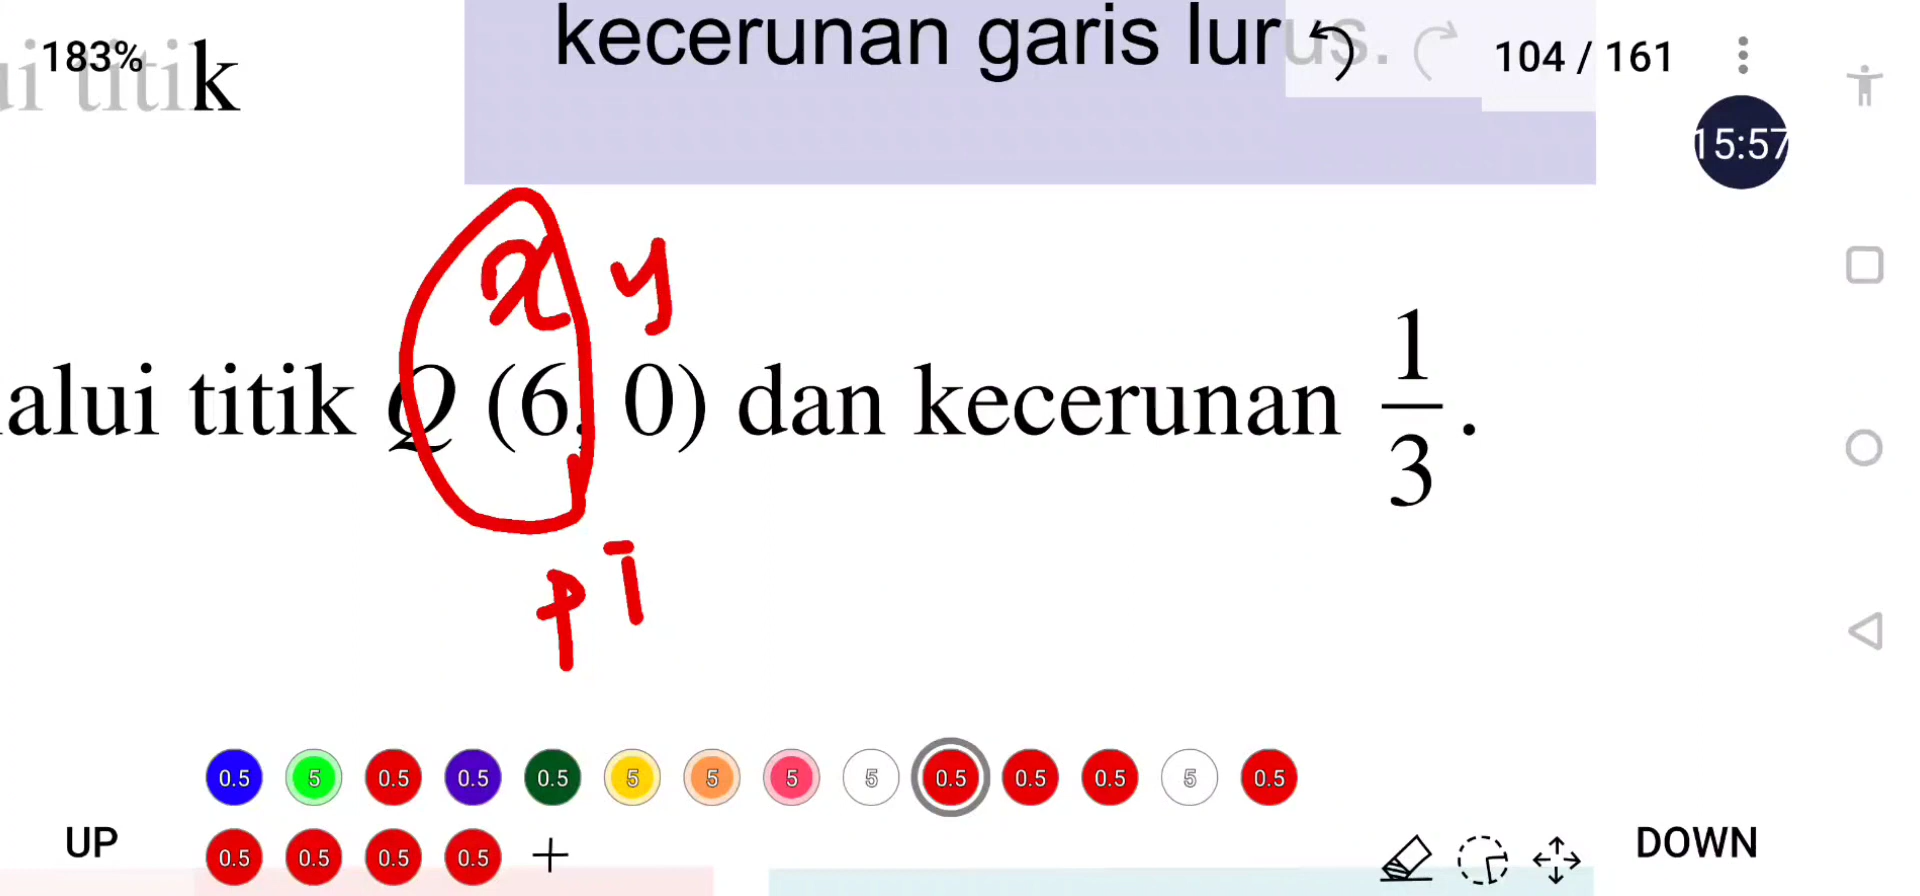 183%
kecerunan garis lurus.
104 / 161
ui titik
15:57
x y
alui titik Q (6, 0) dan kecerunan 1/3.
0.5 5 0.5 0.5 0.5 5 5 5 5 0.5 0.5 0.5 5 0.5
UP
0.5 0.5 0.5 0.5 +
DOWN